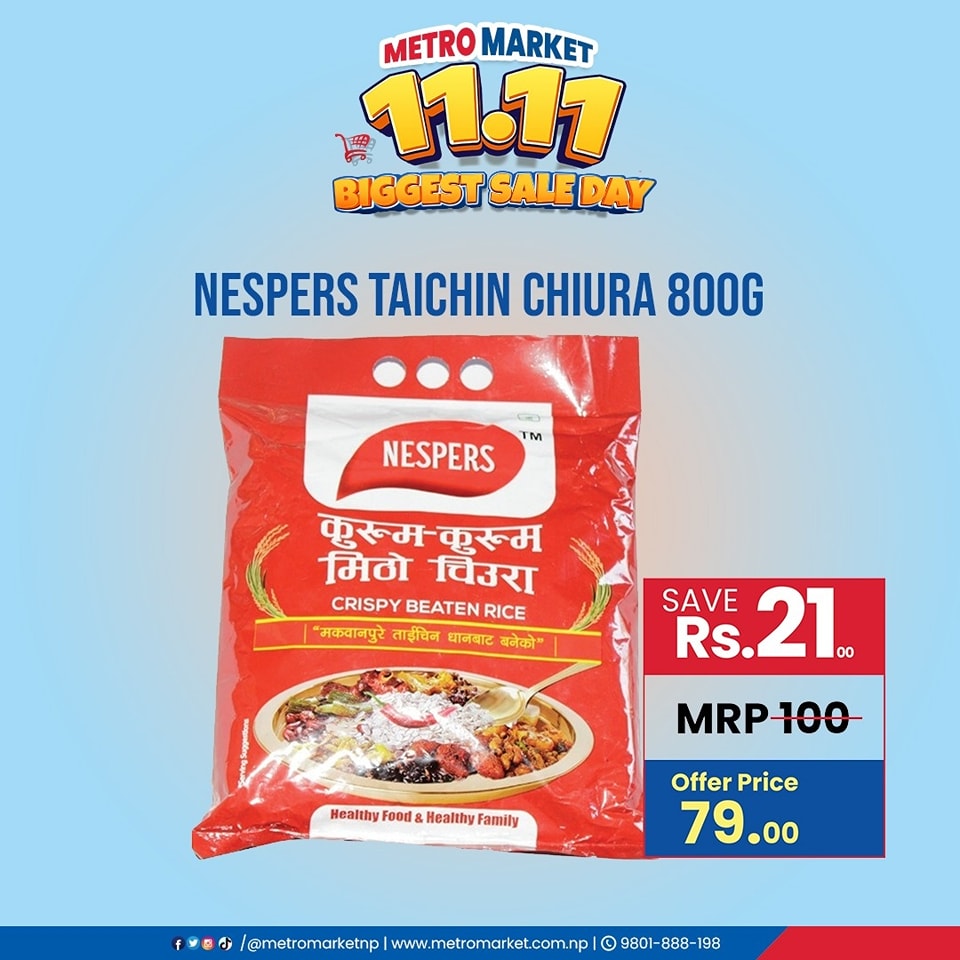 METRO MARKET
11.11
BIGGEST SALE DAY
NESPERS TAICHIN CHIURA 800G
NESPERS
TM
कुरूम-कुरूम
मिठो चिउरा
CRISPY BEATEN RICE
"मकवानपुरे ताईचिन धानबाट बनेको"
Serving Suggestions
Healthy Food & Healthy Family
SAVE
Rs.21.00
MRP 100
Offer Price
79.00
/@metromarketnp | www.metromarket.com.np | 9801-888-198